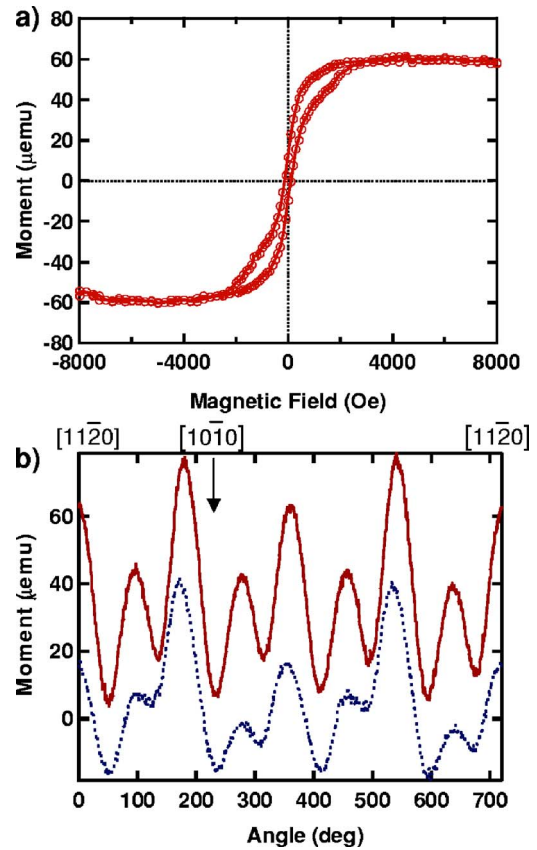 a)
80
60
40
20
0
-20
-40
-60
-80
Moment (µemu)
-8000 -4000 0 4000 8000
Magnetic Field (Oe)
[112̅0] [101̅0] [112̅0]
b)
60
40
20
0
Moment (µemu)
0 100 200 300 400 500 600 700
Angle (deg)